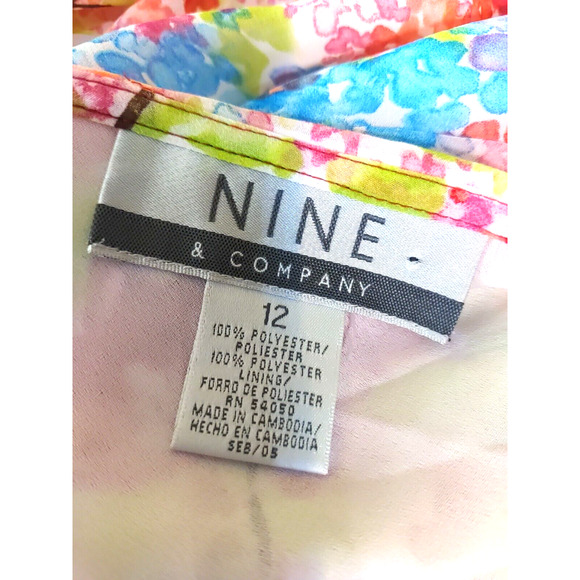 NINE
& COMPANY
12
100% POLYESTER/
POLIESTER
100% POLYESTER
LINING/
FORRO DE POLIESTER
RN 54050
MADE IN CAMBODIA/
HECHO EN CAMBODIA
SEB/05